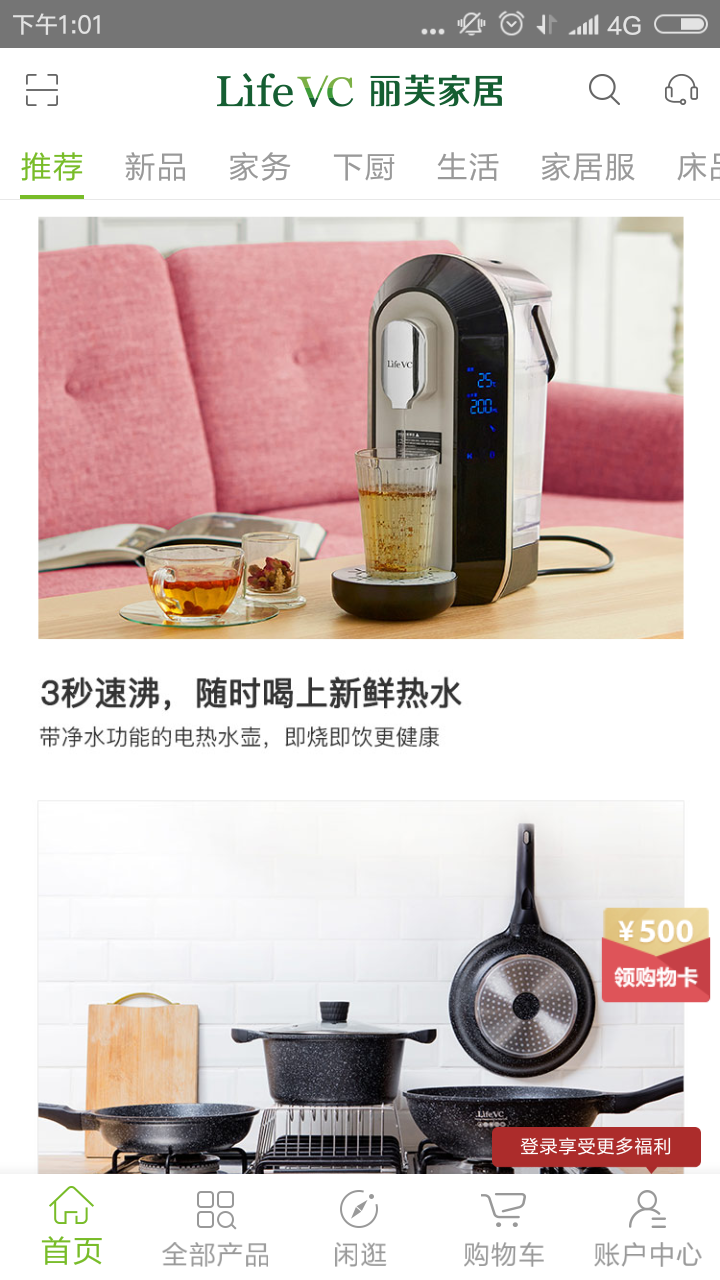 下午1:01
4G
LifeVC 丽芙家居
推荐 新品 家务 下厨 生活 家居服 床品
LifeVC
25
200
3秒速沸，随时喝上新鲜热水
带净水功能的电热水壶，即烧即饮更健康
¥500
领购物卡
LifeVC
登录享受更多福利
首页 全部产品 闲逛 购物车 账户中心